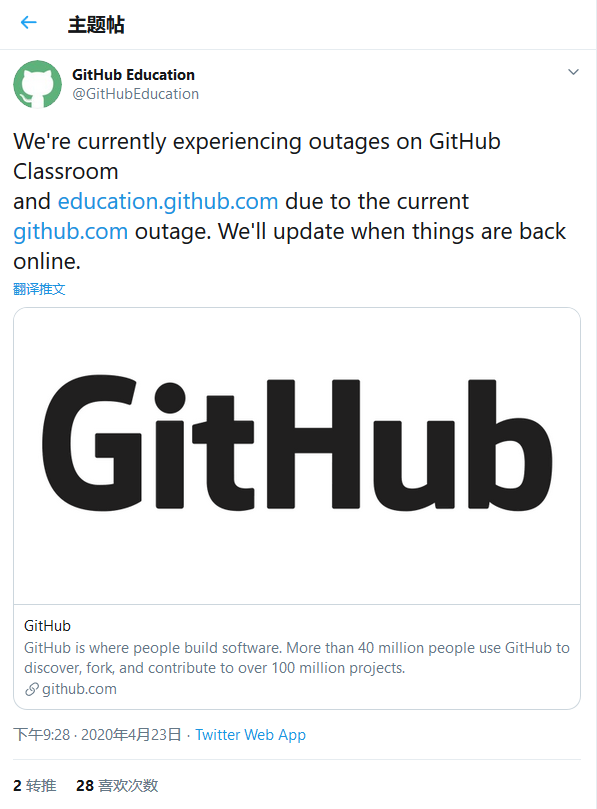 主题帖
GitHub Education
@GitHubEducation
We're currently experiencing outages on GitHub
Classroom
and education.github.com due to the current
github.com outage. We'll update when things are back
online.
翻译推文
GitHub
GitHub
GitHub is where people build software. More than 40 million people use GitHub to
discover, fork, and contribute to over 100 million projects.
github.com
下午9:28 · 2020年4月23日 · Twitter Web App
2 转推 28 喜欢次数